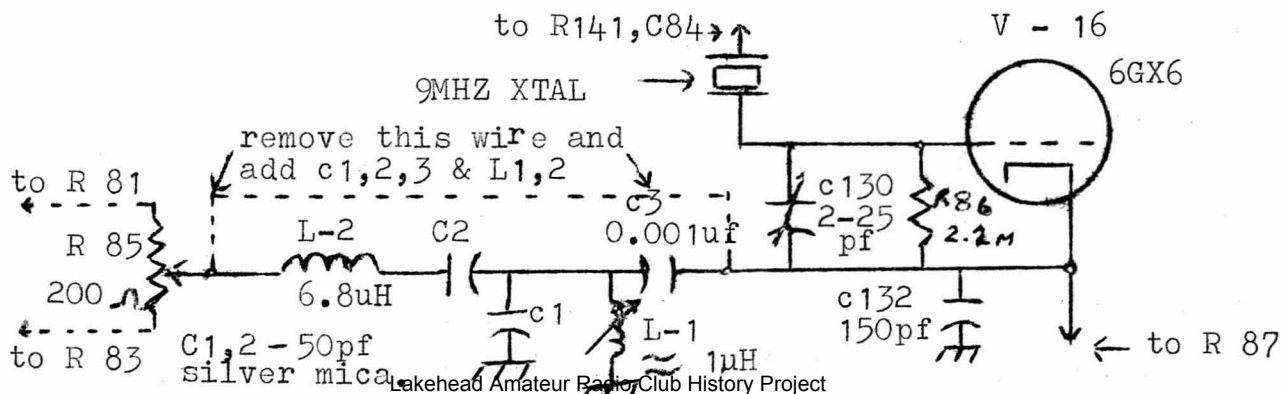 to R141,C84
V - 16
6GX6
9MHZ XTAL
remove this wire and
add c1,2,3 & L1,2
to R 81
R 85
200 Ω
to R 83
L-2
6.8uH
C2
c3
0.001uf
c1
L-1
≈ 1µH
c130
2-25
pf
R86
2.2M
c132
150pf
to R 87
C1,2-50pf
silver mica.
Lakehead Amateur Radio Club History Project